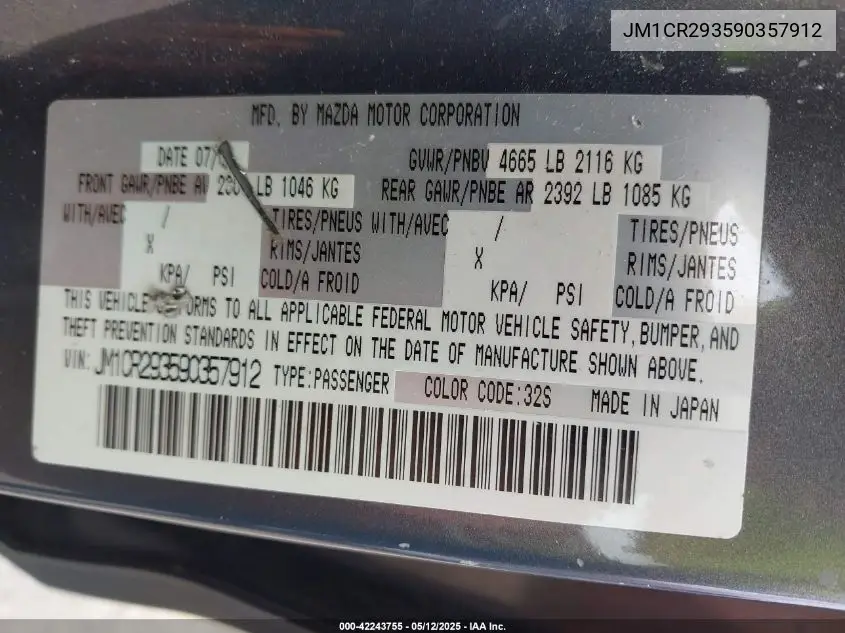 JM1CR293590357912
MFD. BY MAZDA MOTOR CORPORATION
DATE GVWR/PNBV 4665 LB 2116 KG
FRONT GAWR/PNBE AV LB 1046 KG REAR GAWR/PNBE AR 2392 LB 1085 KG
WITH/AVEC / TIRES/PNEUS WITH/AVEC / TIRES/PNEUS
X RIMS/JANTES X RIMS/JANTES
KPA/ PSI COLD/A FROID KPA/ PSI COLD/A FROID
THIS VEHICLE TO ALL APPLICABLE FEDERAL MOTOR VEHICLE SAFETY, BUMPER, AND
THEFT PREVENTION STANDARDS IN EFFECT ON THE DATE OF MANUFACTURE SHOWN ABOVE.
VIN: JM1CR293590357912 TYPE:PASSENGER COLOR CODE:32S MADE IN JAPAN
000-42243755 - 05/12/2025 - IAA Inc.